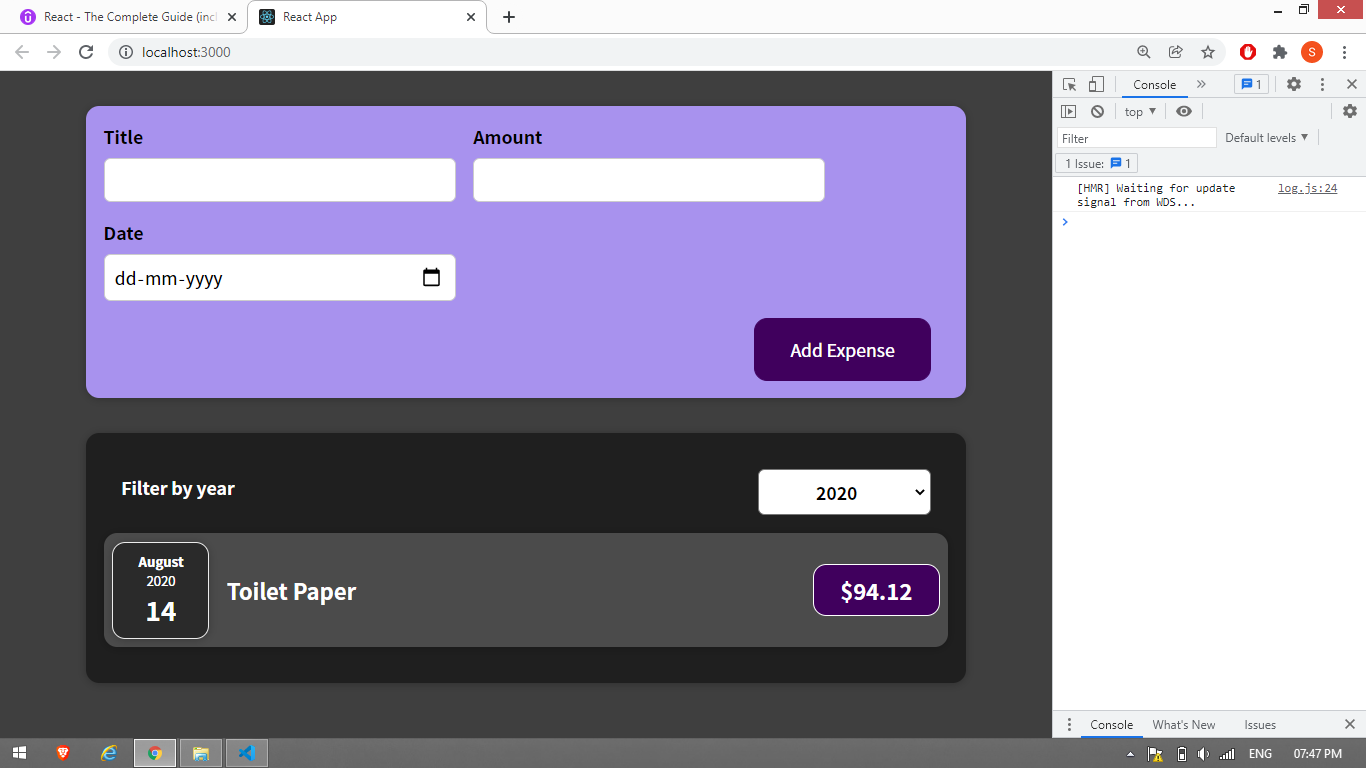 React - The Complete Guide (incl
React App
localhost:3000
S
Title
Amount
Date
dd-mm-yyyy
Add Expense
Filter by year
2020
August
2020
14
Toilet Paper
$94.12
Console
1
top
Filter
Default levels
1 Issue: 1
[HMR] Waiting for update
signal from WDS...
log.js:24
Console
What's New
Issues
ENG
07:47 PM